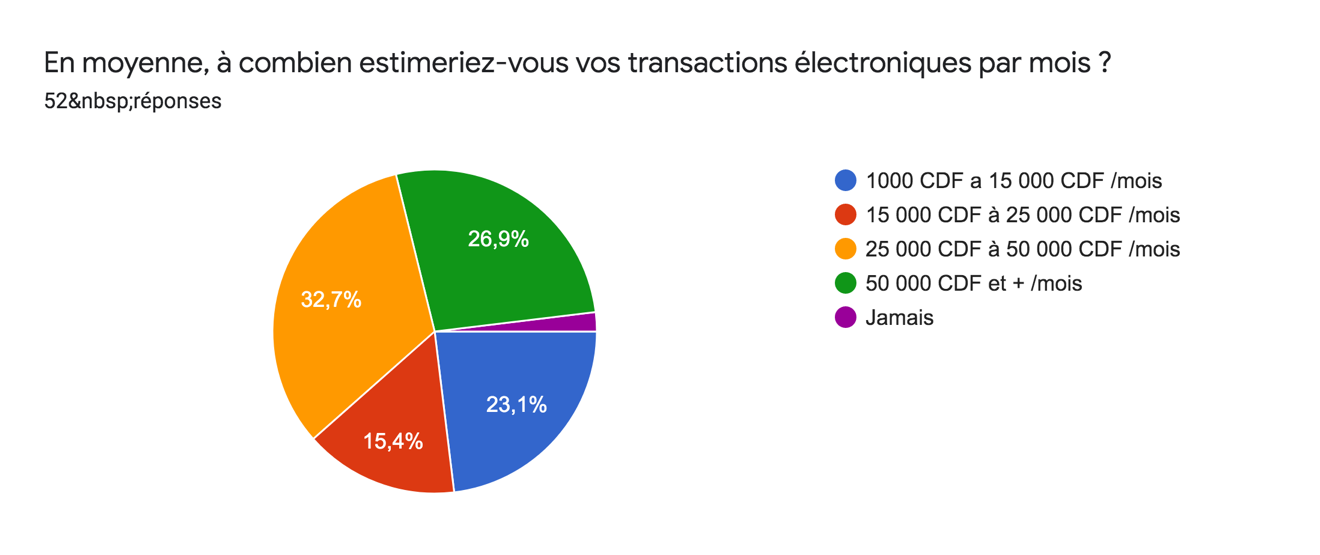 En moyenne, à combien estimeriez-vous vos transactions électroniques par mois ?
52&nbsp;réponses
1000 CDF a 15 000 CDF /mois
15 000 CDF à 25 000 CDF /mois
25 000 CDF à 50 000 CDF /mois
50 000 CDF et + /mois
Jamais
26,9%
32,7%
23,1%
15,4%